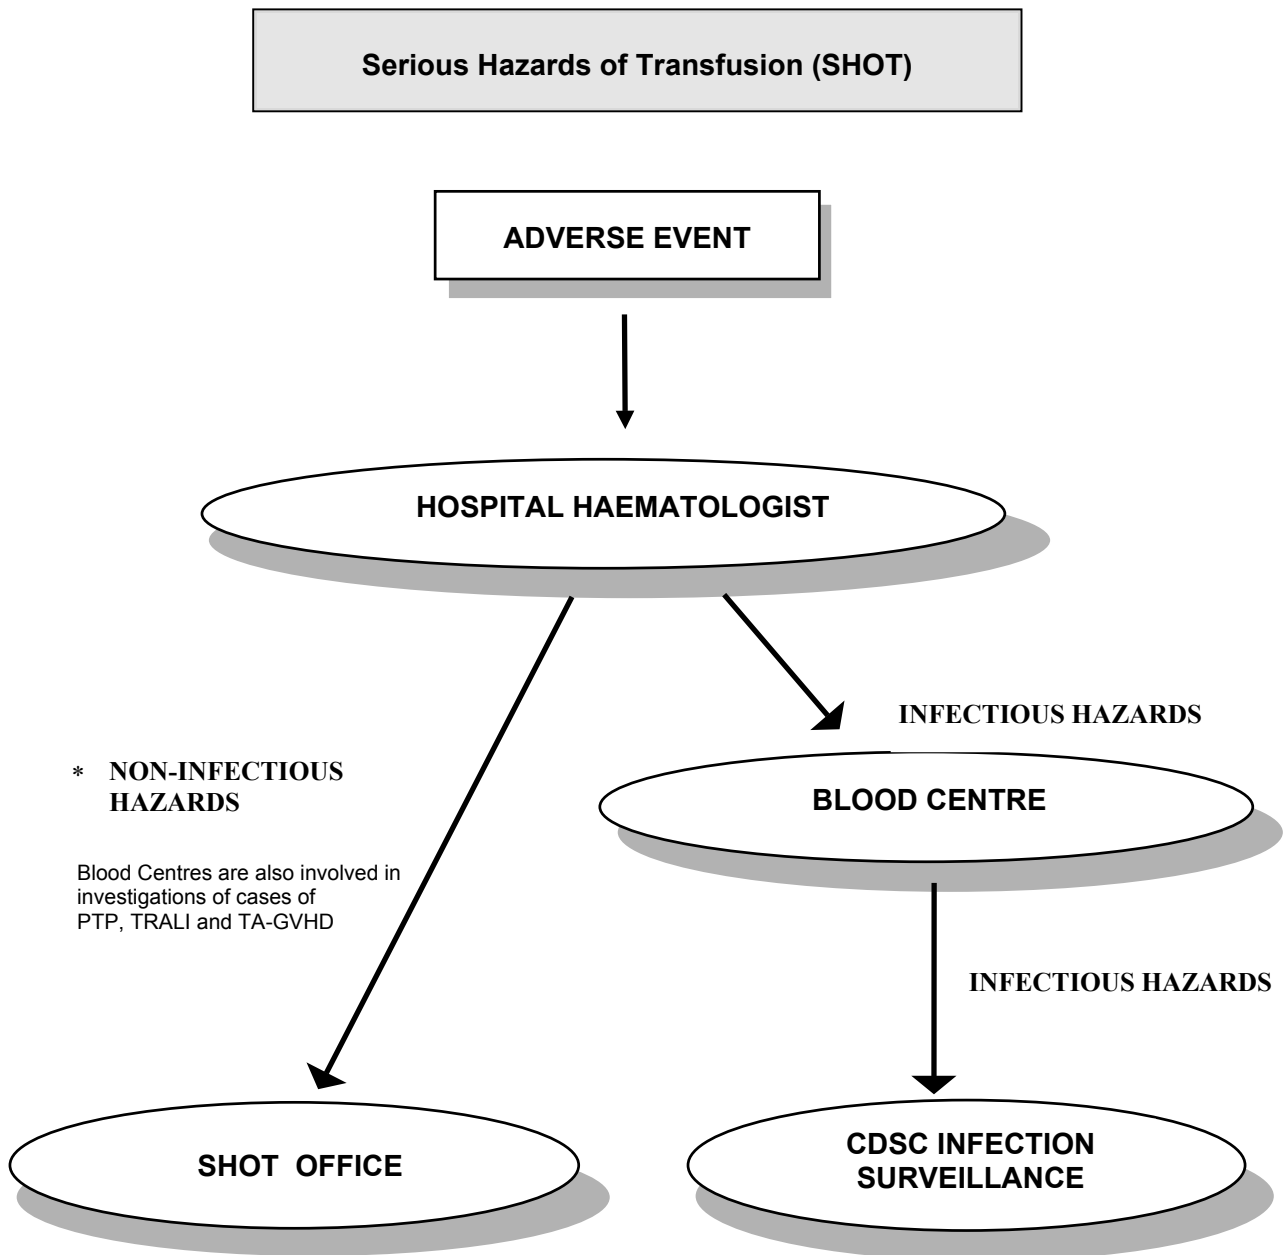 Serious Hazards of Transfusion (SHOT)
ADVERSE EVENT
HOSPITAL HAEMATOLOGIST
INFECTIOUS HAZARDS
* NON-INFECTIOUS
HAZARDS
BLOOD CENTRE
Blood Centres are also involved in
investigations of cases of
PTP, TRALI and TA-GVHD
INFECTIOUS HAZARDS
SHOT OFFICE
CDSC INFECTION
SURVEILLANCE